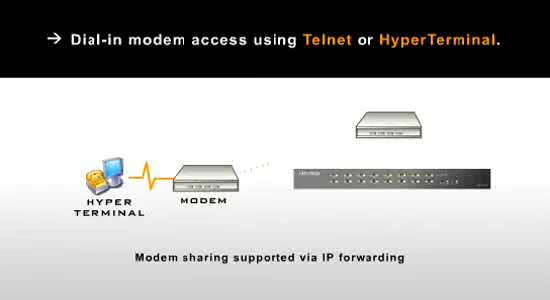 → Dial-in modem access using Telnet or HyperTerminal.
HYPER
TERMINAL
MODEM
Modem sharing supported via IP forwarding